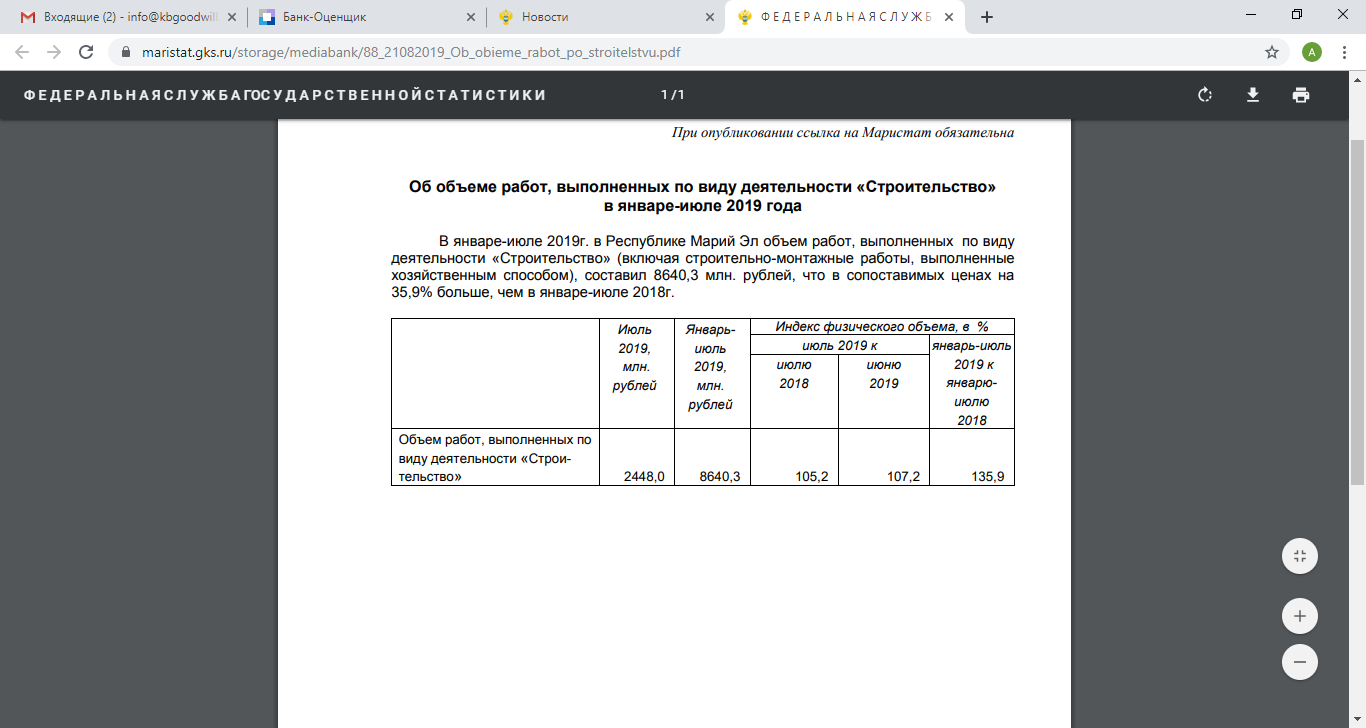 Входящие (2) - info@kbgoodwil
Банк-Оценщик
Новости
Ф Е Д Е Р А Л Ь Н А Я С Л У Ж Б
maristat.gks.ru/storage/mediabank/88_21082019_Ob_obieme_rabot_po_stroitelstvu.pdf
A
Ф Е Д Е Р А Л Ь Н А Я С Л У Ж Б А ГОС У Д А Р С Т В Е Н Н О Й С Т А Т И С Т И К И
1 / 1
При опубликовании ссылка на Маристат обязательна
Об объеме работ, выполненных по виду деятельности «Строительство»
в январе-июле 2019 года
В январе-июле 2019г. в Республике Марий Эл объем работ, выполненных по виду
деятельности «Строительство» (включая строительно-монтажные работы, выполненные
хозяйственным способом), составил 8640,3 млн. рублей, что в сопоставимых ценах на
35,9% больше, чем в январе-июле 2018г.
Июль
2019,
млн.
рублей
Январь-
июль
2019,
млн.
рублей
Индекс физического объема, в %
июль 2019 к
июлю
2018
июню
2019
январь-июль
2019 к
январю-
июлю
2018
Объем работ, выполненных по
виду деятельности «Строи-
тельство»
2448,0
8640,3
105,2
107,2
135,9